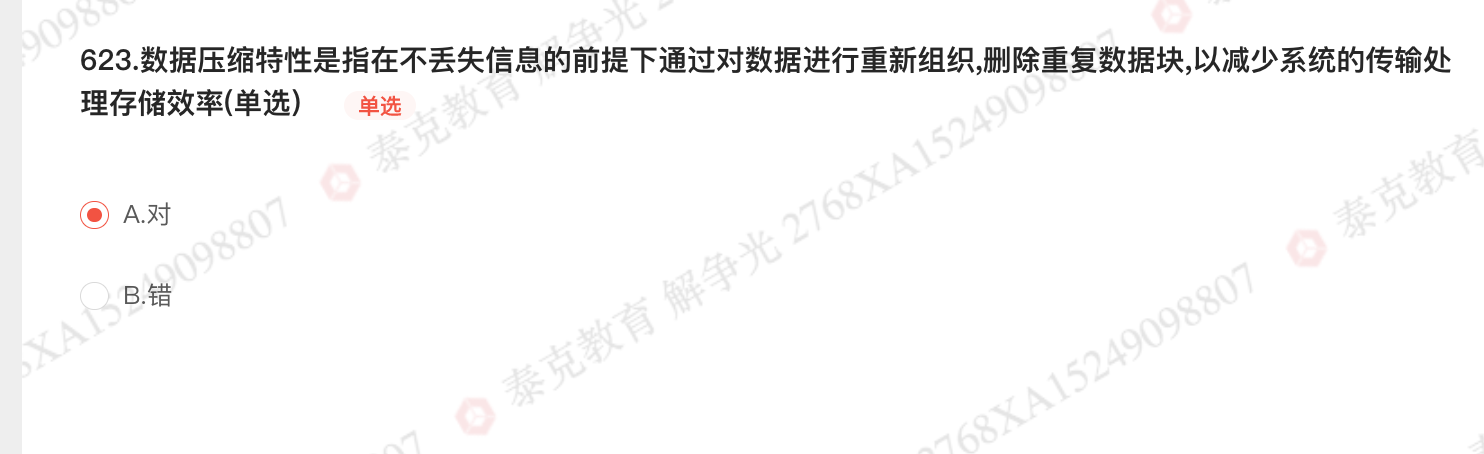 623.数据压缩特性是指在不丢失信息的前提下通过对数据进行重新组织,删除重复数据块,以减少系统的传输处
理存储效率(单选) 单选
A.对
B.错
泰克教育 解争光 2768XA15249098807